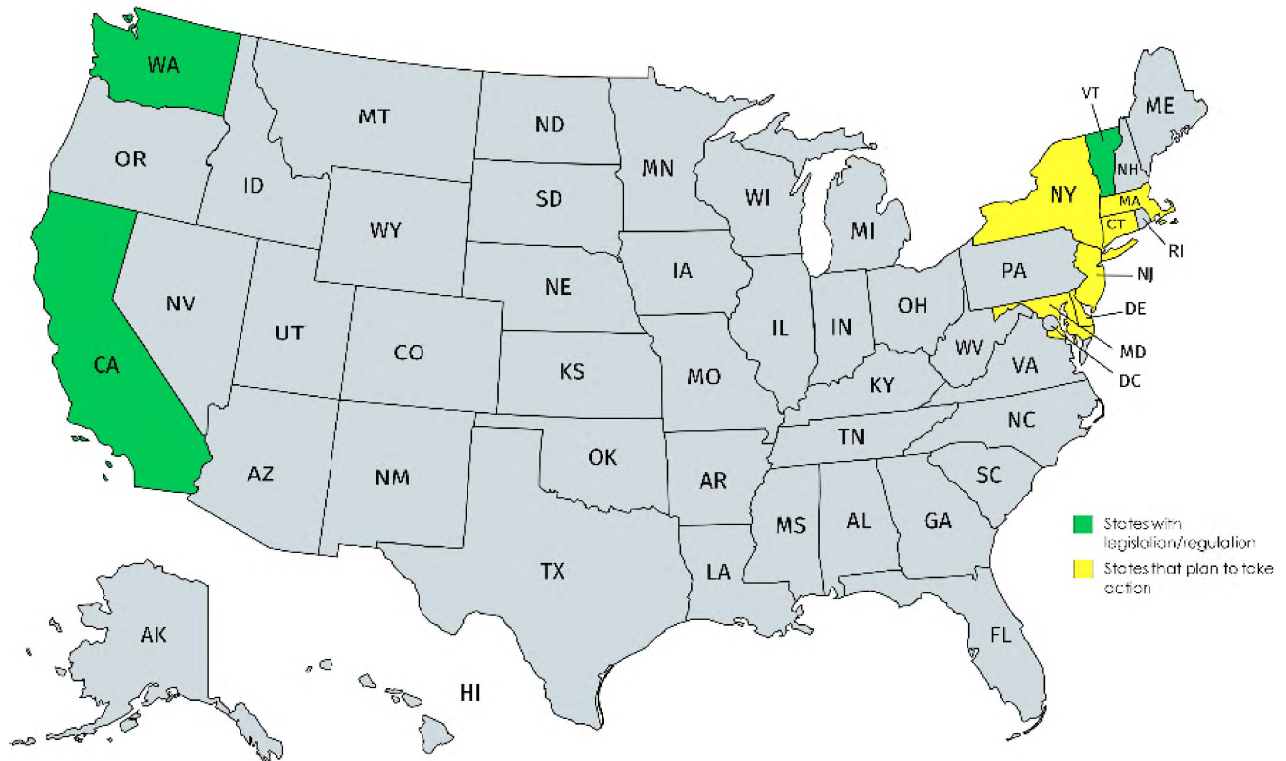 WA
VT
ME
MT
ND
OR
MN
ID
SD
WI
NH
NY
MA
WY
MI
CT
RI
IA
PA
NJ
NE
NV
OH
DE
UT
IL
IN
CO
WV
MD
CA
KS
MO
VA
DC
KY
NC
TN
OK
AZ
NM
AR
SC
MS
AL
GA
States with
legislation/regulation
TX
LA
States that plan to take
action
AK
FL
HI